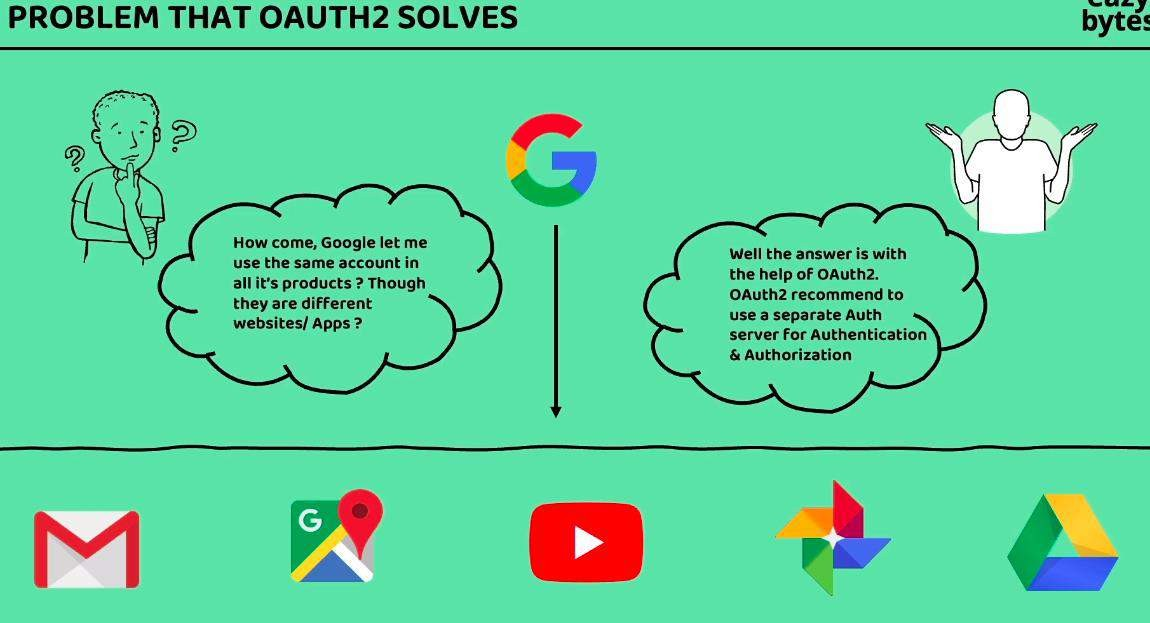 PROBLEM THAT OAUTH2 SOLVES
eazy
bytes
?
?
How come, Google let me
use the same account in
all it's products ? Though
they are different
websites/ Apps ?
Well the answer is with
the help of OAuth2.
OAuth2 recommend to
use a separate Auth
server for Authentication
& Authorization
G
G